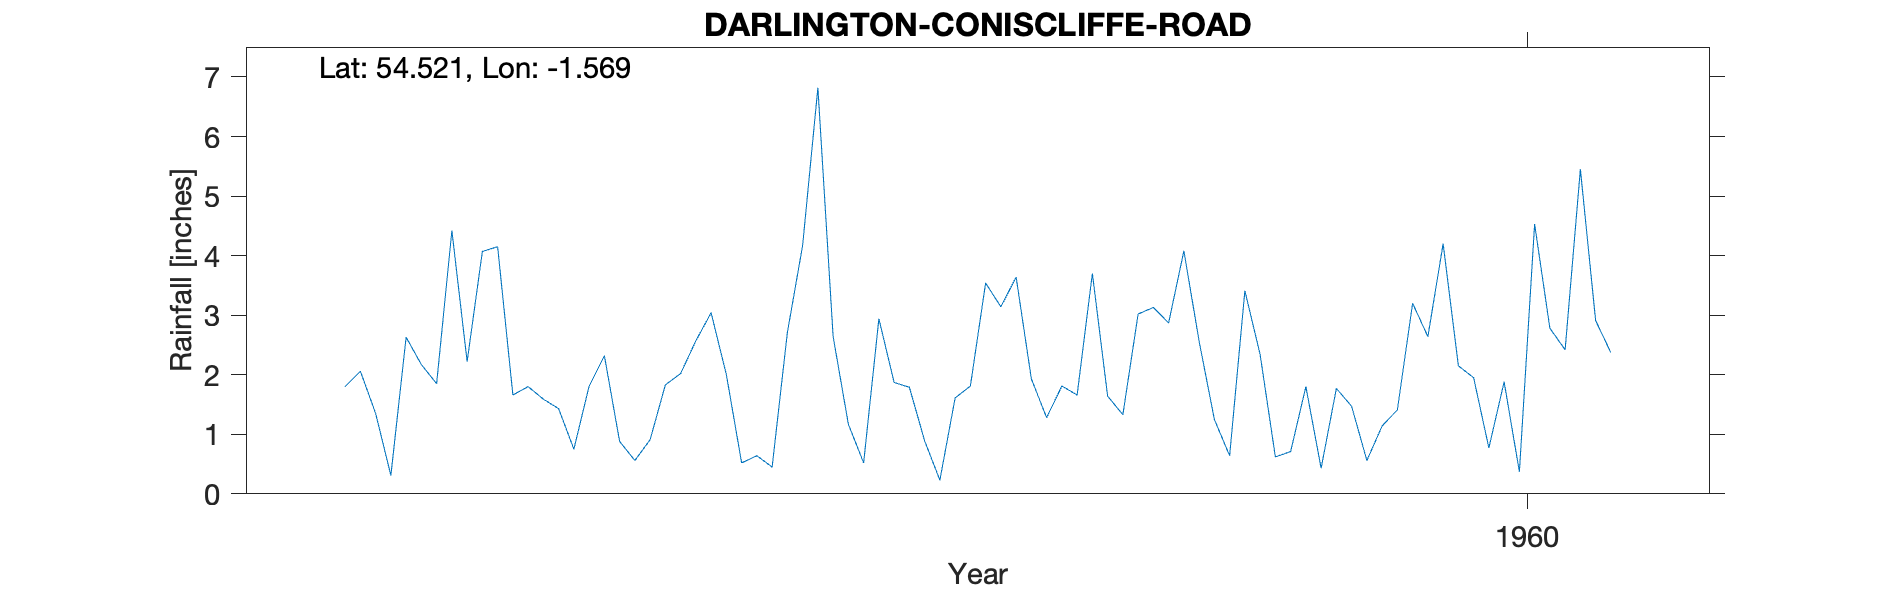 DARLINGTON-CONISCLIFFE-ROAD
Lat: 54.521, Lon: -1.569
7
6
5
4
3
2
1
0
Rainfall [inches]
1960
Year